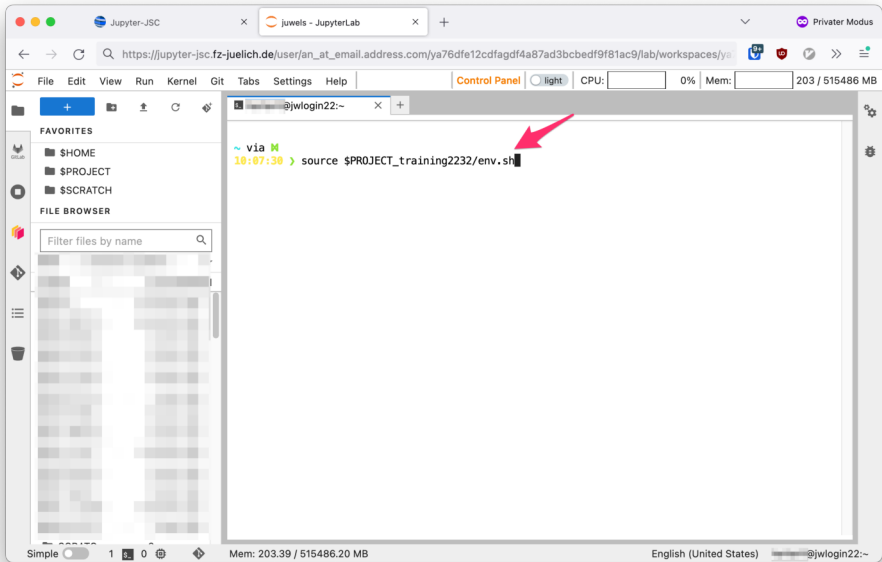 Jupyter-JSC
juwels - JupyterLab
Privater Modus
https://jupyter-jsc.fz-juelich.de/user/an_at_email.address.com/ya76dfe12cdfagdf4a87ad3bcbedf9f81ac9/lab/workspaces/ya
9+
File Edit View Run Kernel Git Tabs Settings Help
Control Panel light CPU: 0% Mem: 203 / 515486 MB
@jwlogin22:~
FAVORITES
$HOME
$PROJECT
$SCRATCH
FILE BROWSER
Filter files by name
GitLab
~ via
10:07:30 ❯ source $PROJECT_training2232/env.sh
Simple 1 $_ 0 Mem: 203.39 / 515486.20 MB English (United States) @jwlogin22:~